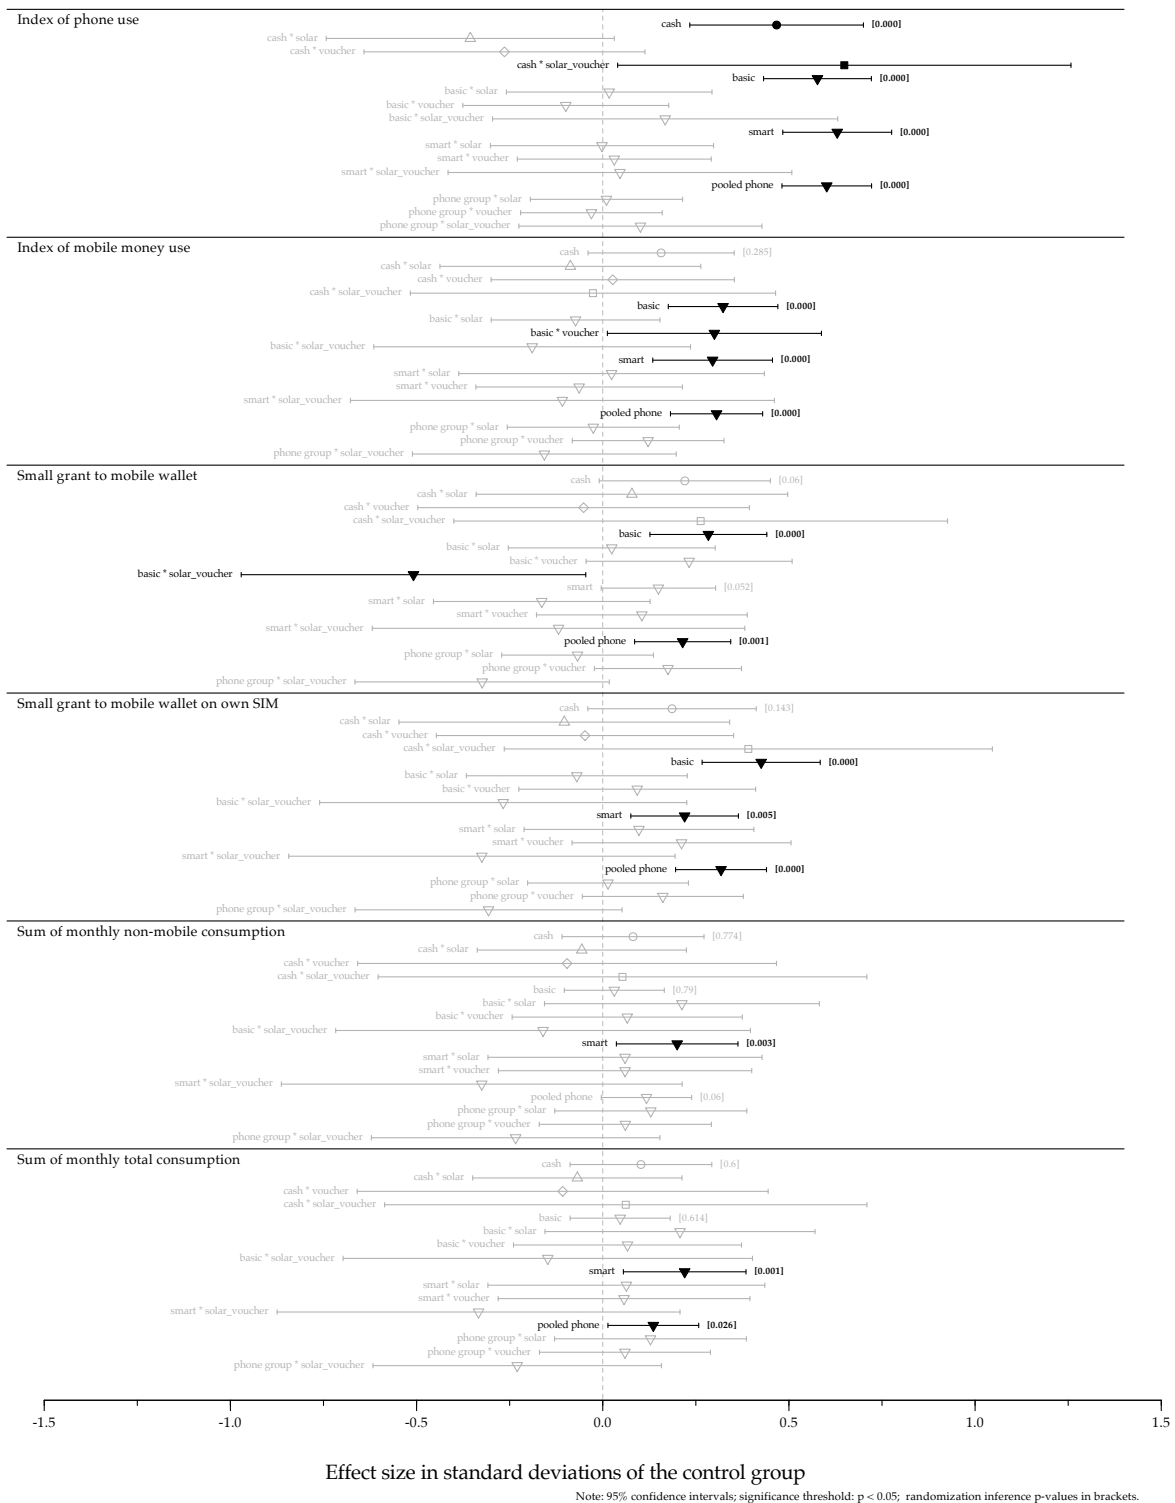 Index of phone use
cash [0.000]
cash * solar
cash * voucher
cash * solar_voucher
basic [0.000]
basic * solar
basic * voucher
basic * solar_voucher
smart [0.000]
smart * solar
smart * voucher
smart * solar_voucher
pooled phone [0.000]
phone group * solar
phone group * voucher
phone group * solar_voucher
Index of mobile money use
cash [0.285]
cash * solar
cash * voucher
cash * solar_voucher
basic [0.000]
basic * solar
basic * voucher
basic * solar_voucher
smart [0.000]
smart * solar
smart * voucher
smart * solar_voucher
pooled phone [0.000]
phone group * solar
phone group * voucher
phone group * solar_voucher
Small grant to mobile wallet
cash [0.06]
cash * solar
cash * voucher
cash * solar_voucher
basic [0.000]
basic * solar
basic * voucher
basic * solar_voucher
smart [0.052]
smart * solar
smart * voucher
smart * solar_voucher
pooled phone [0.001]
phone group * solar
phone group * voucher
phone group * solar_voucher
Small grant to mobile wallet on own SIM
cash [0.143]
cash * solar
cash * voucher
cash * solar_voucher
basic [0.000]
basic * solar
basic * voucher
basic * solar_voucher
smart [0.005]
smart * solar
smart * voucher
smart * solar_voucher
pooled phone [0.000]
phone group * solar
phone group * voucher
phone group * solar_voucher
Sum of monthly non-mobile consumption
cash [0.774]
cash * solar
cash * voucher
cash * solar_voucher
basic [0.79]
basic * solar
basic * voucher
basic * solar_voucher
smart [0.003]
smart * solar
smart * voucher
smart * solar_voucher
pooled phone [0.06]
phone group * solar
phone group * voucher
phone group * solar_voucher
Sum of monthly total consumption
cash [0.6]
cash * solar
cash * voucher
cash * solar_voucher
basic [0.614]
basic * solar
basic * voucher
basic * solar_voucher
smart [0.001]
smart * solar
smart * voucher
smart * solar_voucher
pooled phone [0.026]
phone group * solar
phone group * voucher
phone group * solar_voucher
-1.5 -1.0 -0.5 0.0 0.5 1.0 1.5
Effect size in standard deviations of the control group
Note: 95% confidence intervals; significance threshold: p < 0.05; randomization inference p-values in brackets.